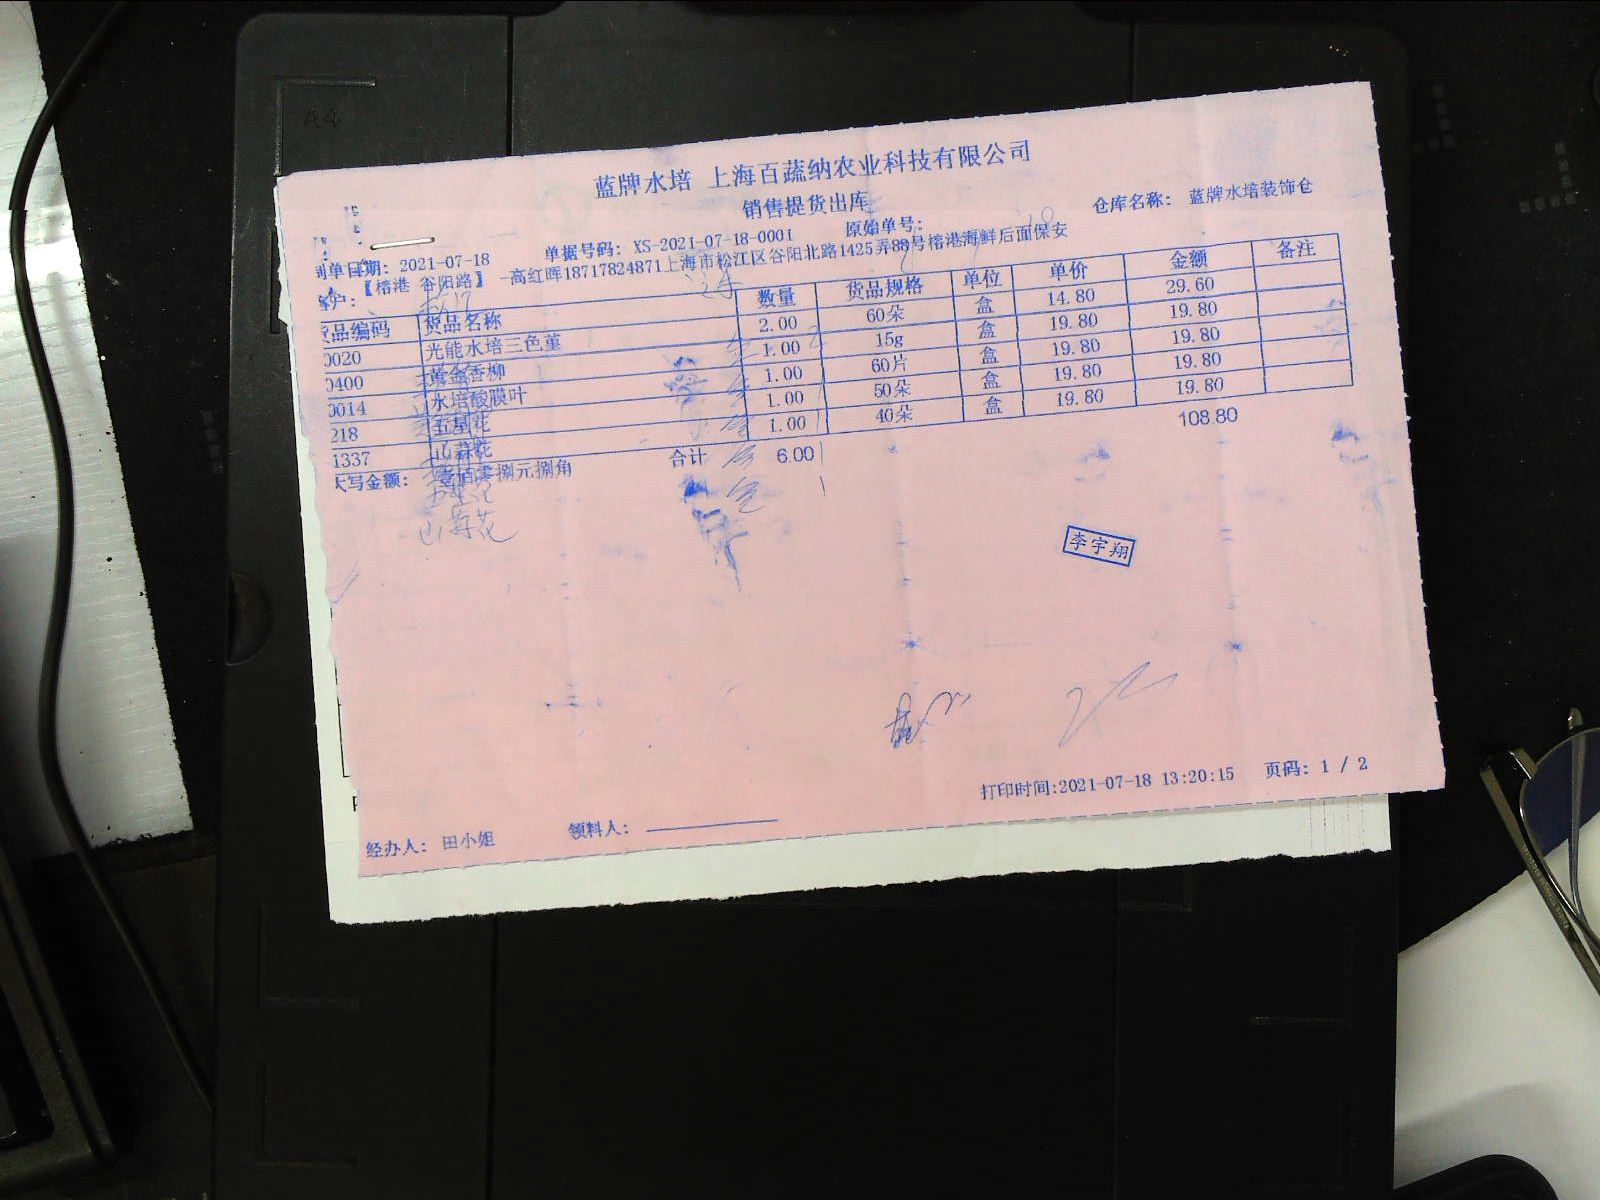 蓝牌水培 上海百蔬纳农业科技有限公司
销售提货出库
制单日期: 2021-07-18 单据号码: XS-2021-07-18-0001 原始单号: 仓库名称: 蓝牌水培装饰仓
客户: 【榕港 谷阳路】 -高红晖18717824871上海市松江区谷阳北路1425弄88号榕港海鲜后面保安
货品编码 货品名称 数量 货品规格 单位 单价 金额 备注
0020 光能水培三色堇 2.00 60朵 盒 14.80 29.60
0400 黄金香柳 1.00 15g 盒 19.80 19.80
0014 水培酸膜叶 1.00 60片 盒 19.80 19.80
218 五星花 1.00 50朵 盒 19.80 19.80
1337 山蒜花 1.00 40朵 盒 19.80 19.80
大写金额: 壹佰零捌元捌角 合计 6.00 108.80
李宇翔
打印时间:2021-07-18 13:20:15 页码: 1 / 2
经办人: 田小姐 领料人: